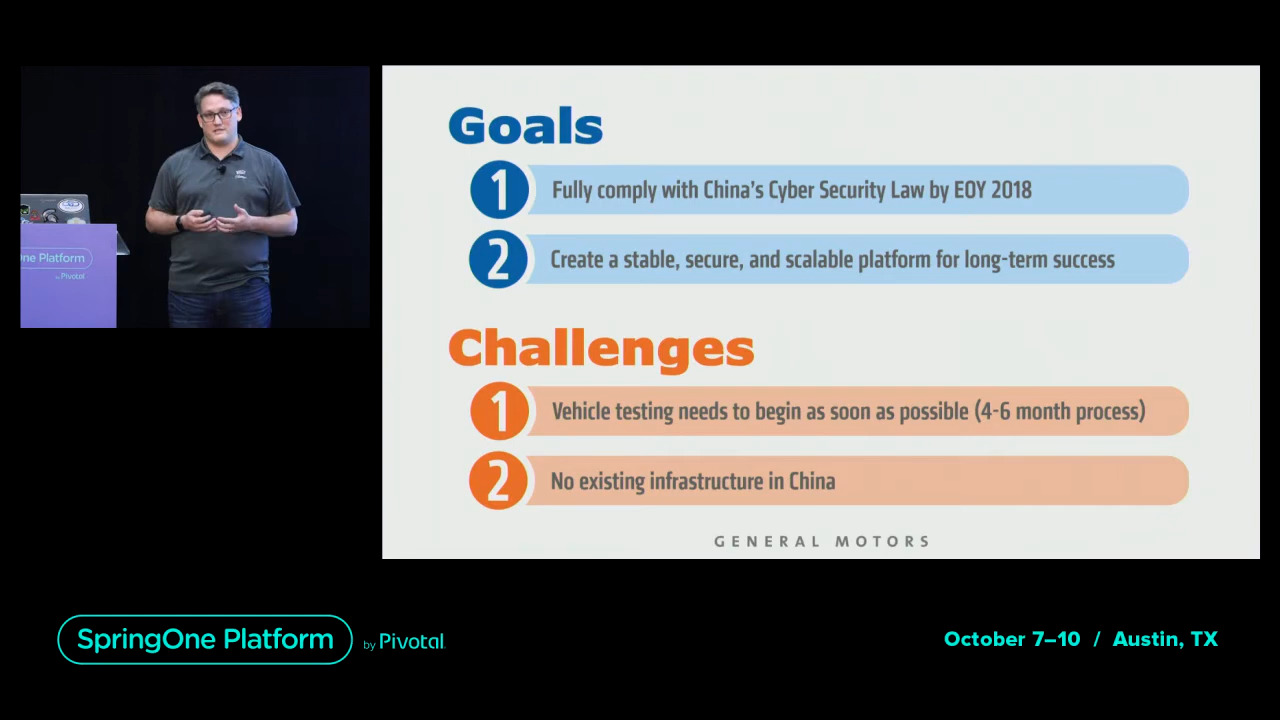 One Platform
by Pivotal
Goals
1 Fully comply with China's Cyber Security Law by EOY 2018
2 Create a stable, secure, and scalable platform for long-term success
Challenges
1 Vehicle testing needs to begin as soon as possible (4-6 month process)
2 No existing infrastructure in China
GENERAL MOTORS
SpringOne Platform by Pivotal
October 7–10 / Austin, TX